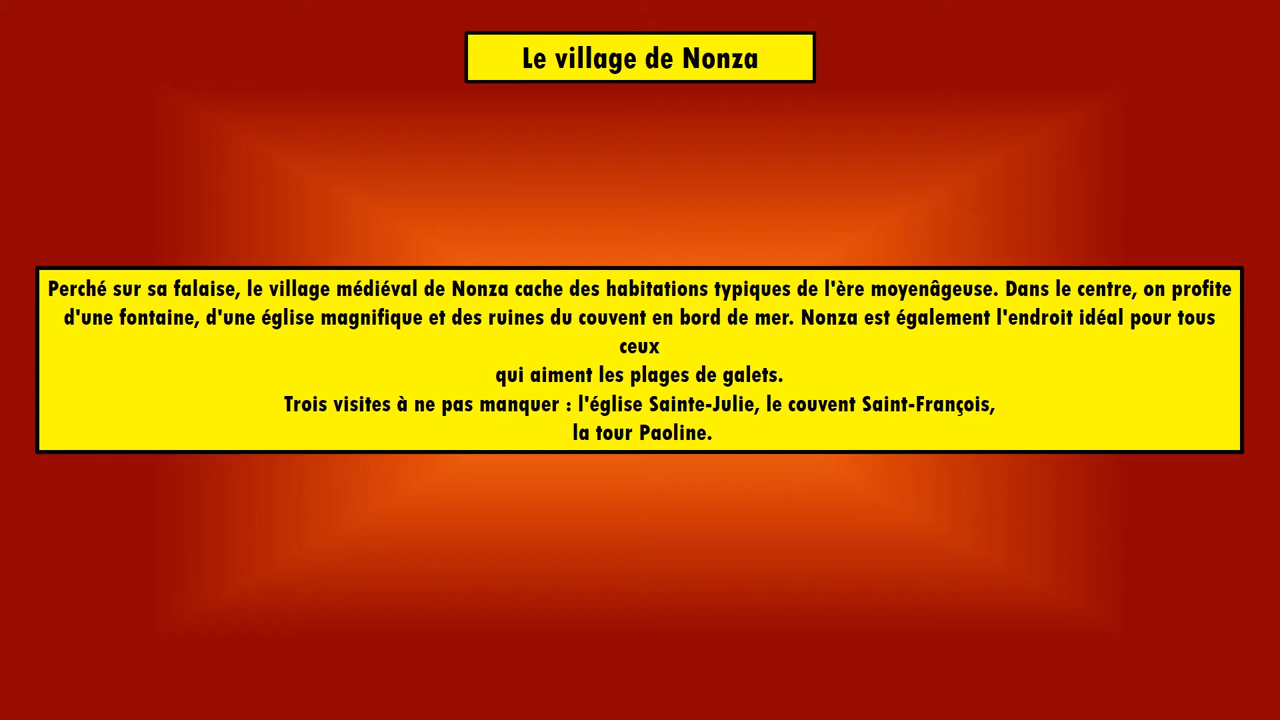 Le village de Nonza
Perché sur sa falaise, le village médiéval de Nonza cache des habitations typiques de l'ère moyenâgeuse. Dans le centre, on profite
d'une fontaine, d'une église magnifique et des ruines du couvent en bord de mer. Nonza est également l'endroit idéal pour tous
ceux
qui aiment les plages de galets.
Trois visites à ne pas manquer : l'église Sainte-Julie, le couvent Saint-François,
la tour Paoline.